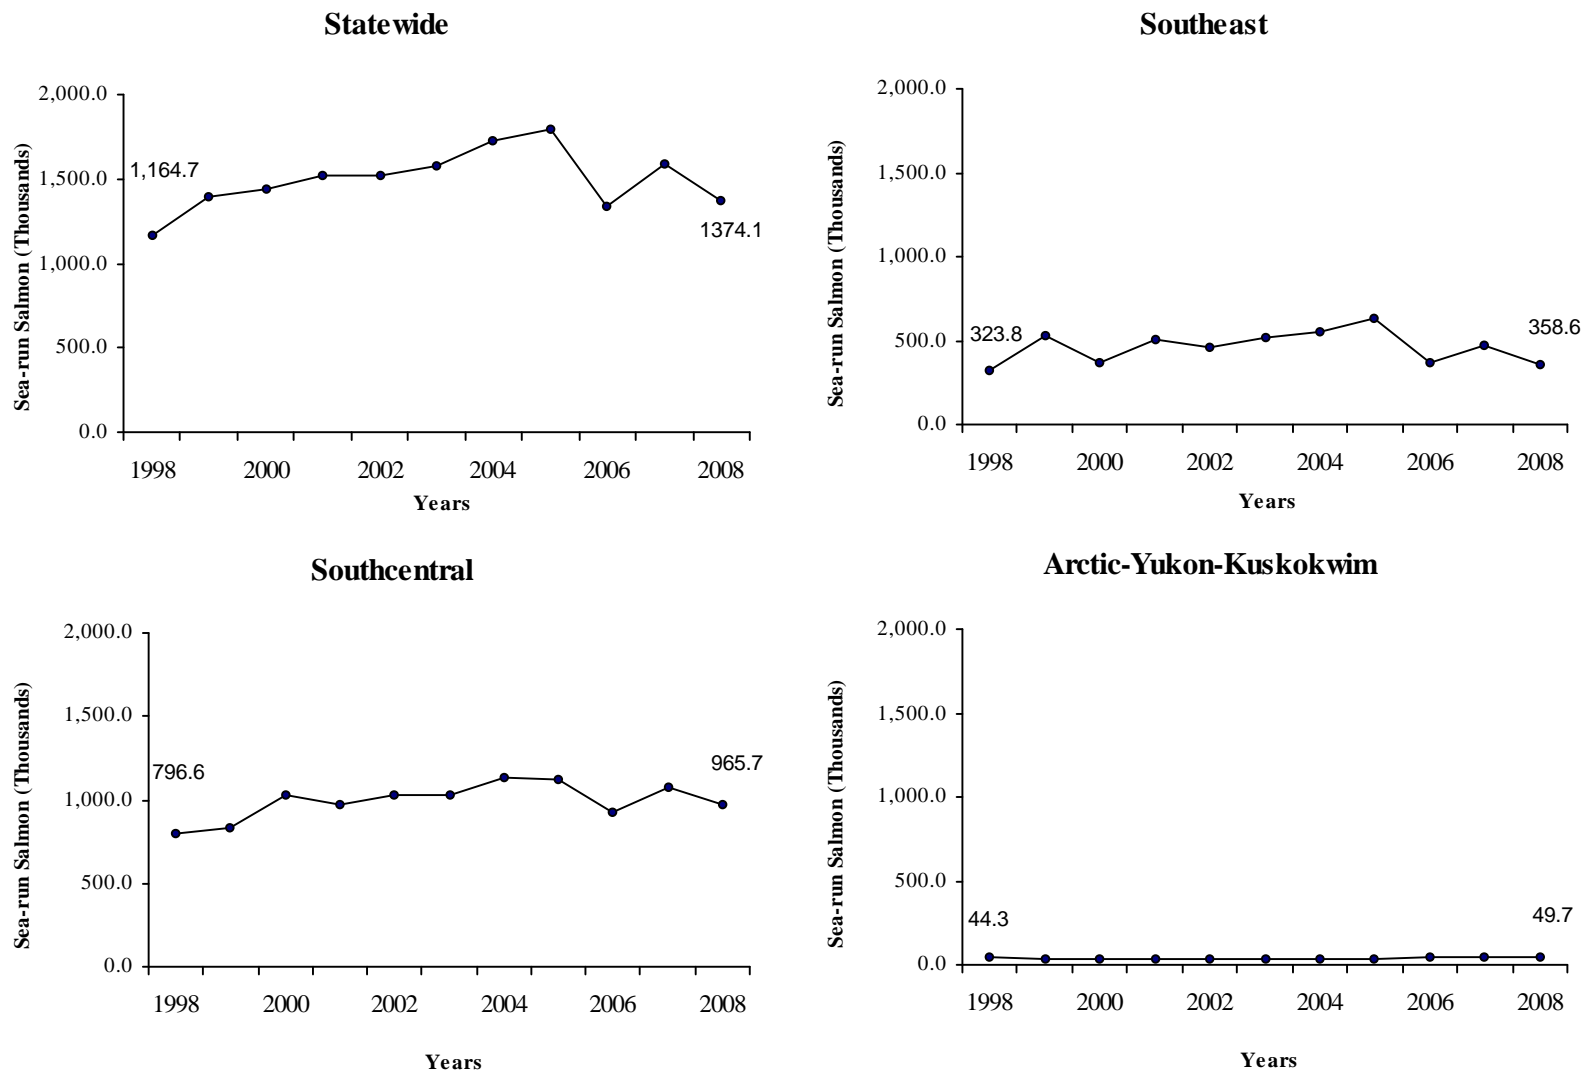 Statewide
Sea-run Salmon (Thousands)
2,000.0
1,500.0
1,000.0
500.0
0.0
1,164.7
1374.1
1998 2000 2002 2004 2006 2008
Years
Southeast
Sea-run Salmon (Thousands)
2,000.0
1,500.0
1,000.0
500.0
0.0
323.8
358.6
1998 2000 2002 2004 2006 2008
Years
Southcentral
Sea-run Salmon (Thousands)
2,000.0
1,500.0
1,000.0
500.0
0.0
796.6
965.7
1998 2000 2002 2004 2006 2008
Years
Arctic-Yukon-Kuskokwim
Sea-run Salmon (Thousands)
2,000.0
1,500.0
1,000.0
500.0
0.0
44.3
49.7
1998 2000 2002 2004 2006 2008
Years